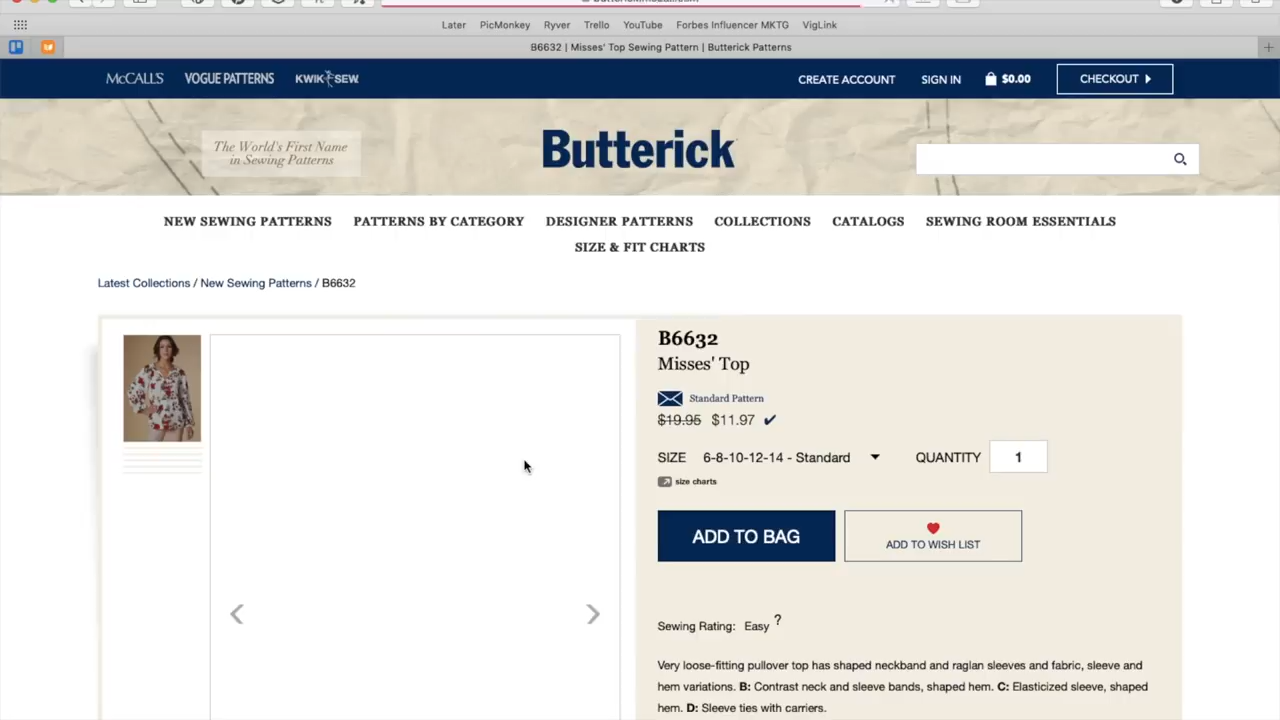 Later PicMonkey Ryver Trello YouTube Forbes Influencer MKTG VigLink
B6632 | Misses' Top Sewing Pattern | Butterick Patterns
McCALL'S VOGUE PATTERNS KWIK SEW CREATE ACCOUNT SIGN IN $0.00 CHECKOUT
The World's First Name
in Sewing Patterns
Butterick
NEW SEWING PATTERNS PATTERNS BY CATEGORY DESIGNER PATTERNS COLLECTIONS CATALOGS SEWING ROOM ESSENTIALS
SIZE & FIT CHARTS
Latest Collections / New Sewing Patterns / B6632
B6632
Misses' Top
Standard Pattern
$19.95 $11.97 ✔
SIZE 6-8-10-12-14 - Standard QUANTITY 1
size charts
ADD TO BAG
ADD TO WISH LIST
Sewing Rating: Easy ?
Very loose-fitting pullover top has shaped neckband and raglan sleeves and fabric, sleeve and
hem variations. B: Contrast neck and sleeve bands, shaped hem. C: Elasticized sleeve, shaped
hem. D: Sleeve ties with carriers.